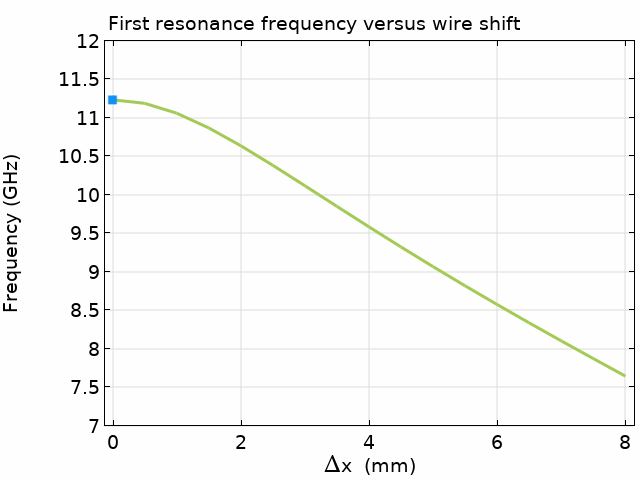 First resonance frequency versus wire shift
12
11.5
11
10.5
10
9.5
9
8.5
8
7.5
7
Frequency (GHz)
0 2 4 6 8
Δx (mm)